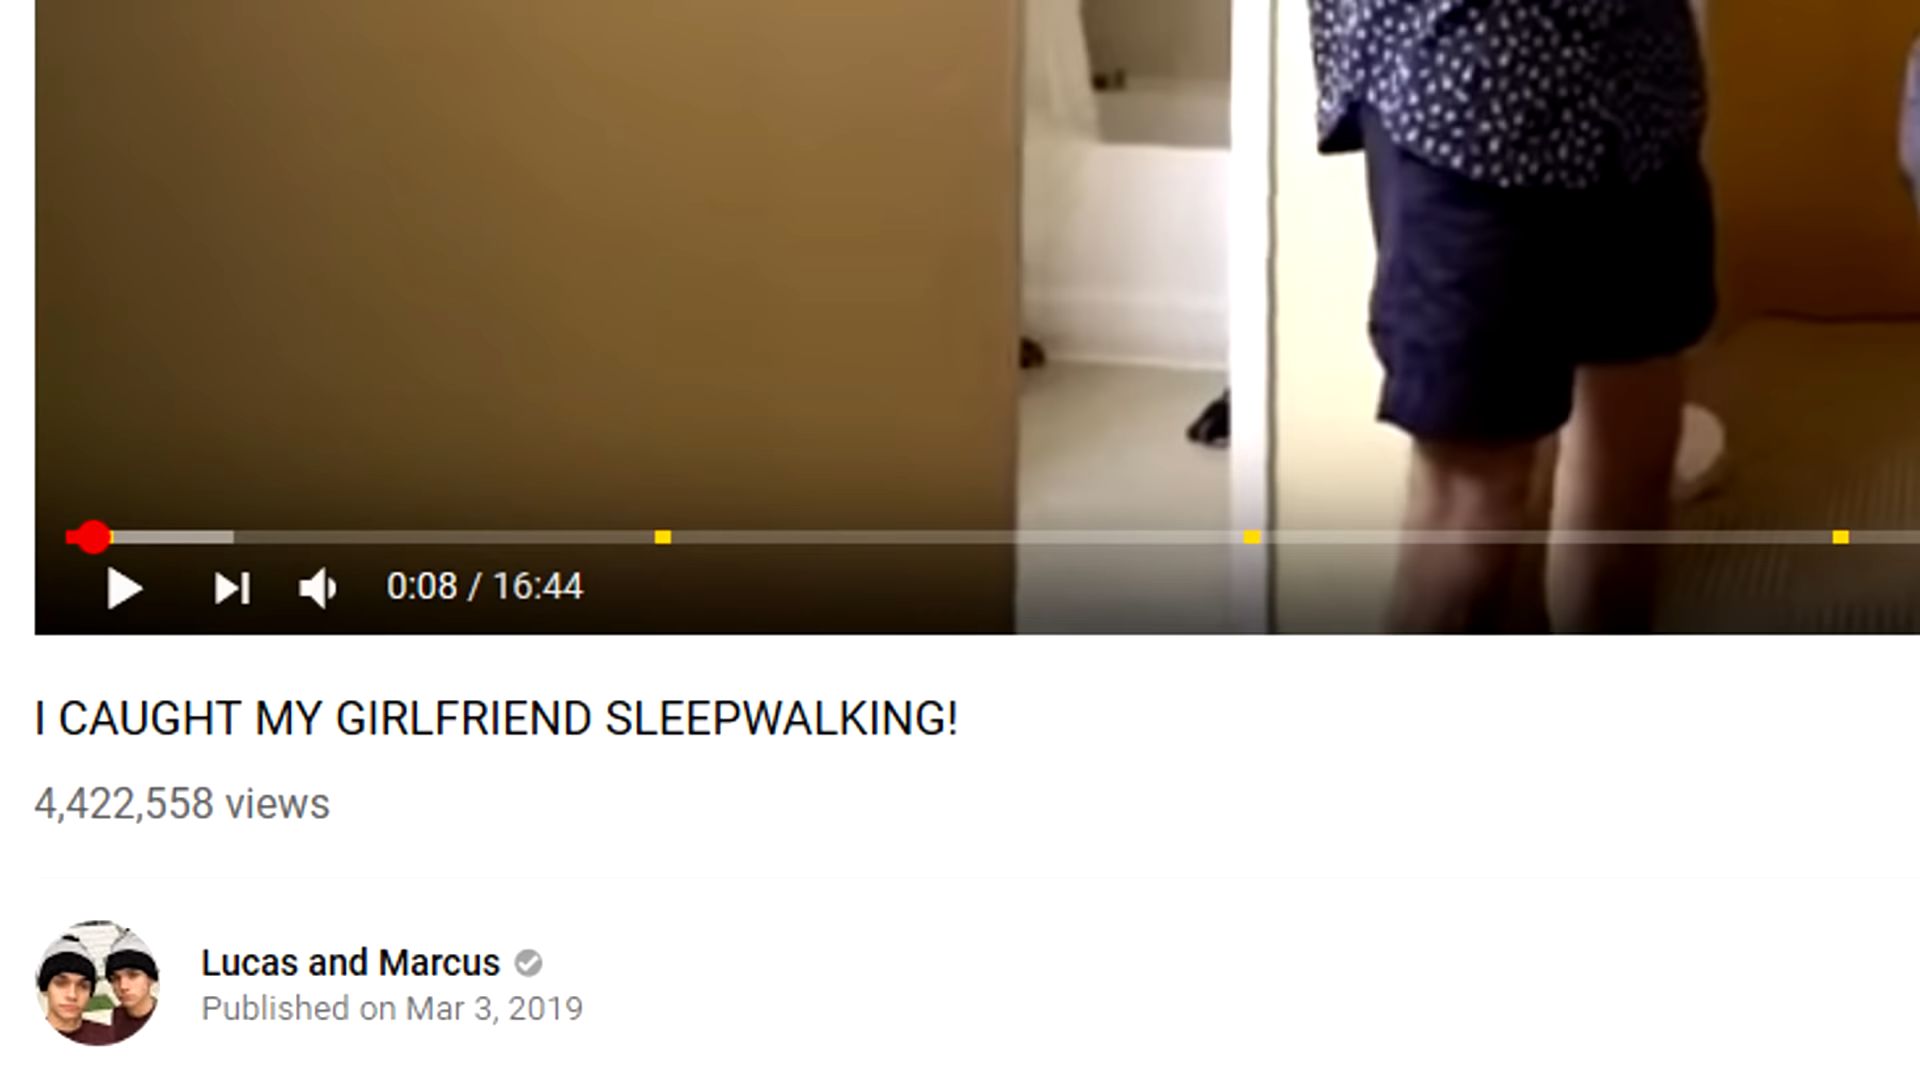 0:08 / 16:44
I CAUGHT MY GIRLFRIEND SLEEPWALKING!
4,422,558 views
Lucas and Marcus
Published on Mar 3, 2019